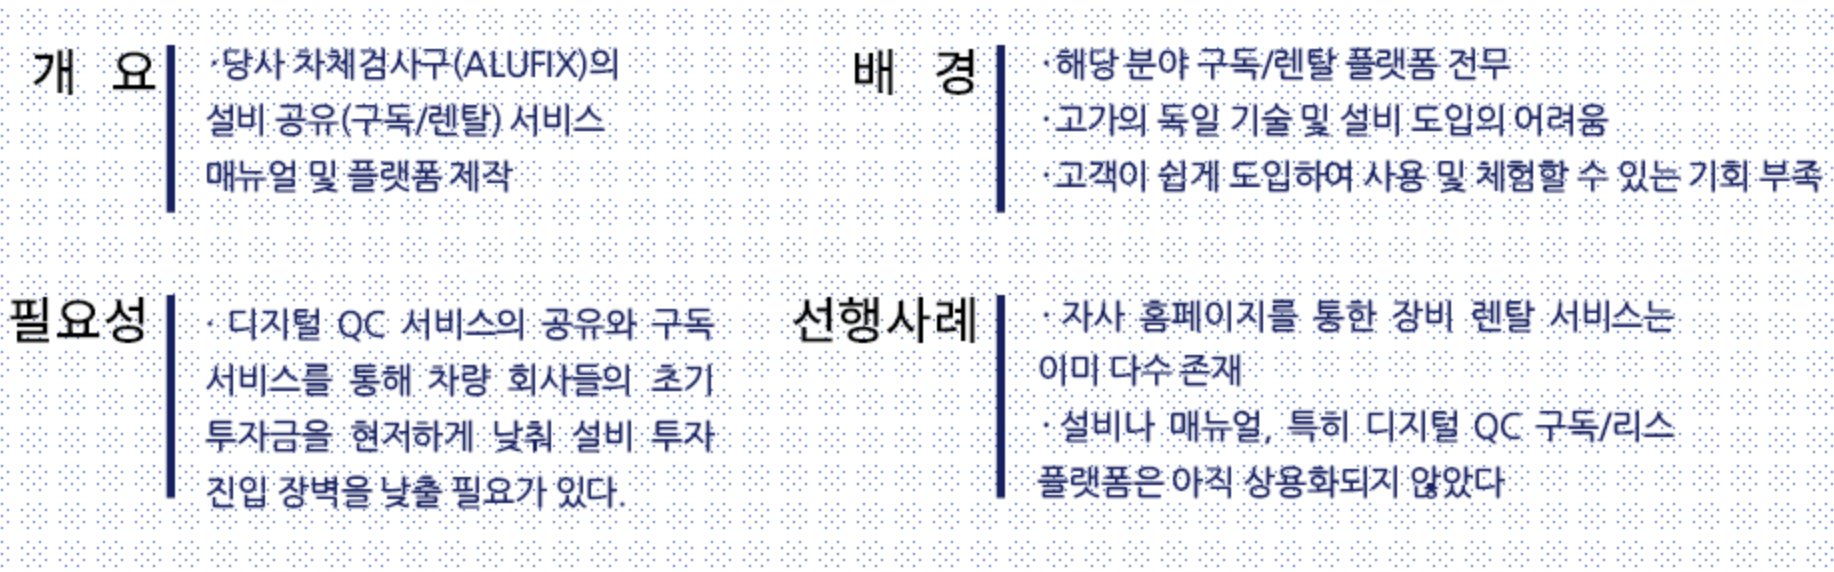 개 요
·당사 차체검사구(ALUFIX)의
설비 공유(구독/렌탈) 서비스
매뉴얼 및 플랫폼 제작
배 경
·해당 분야 구독/렌탈 플랫폼 전무
·고가의 독일 기술 및 설비 도입의 어려움
·고객이 쉽게 도입하여 사용 및 체험할 수 있는 기회 부족
필요성
· 디지털 QC 서비스의 공유와 구독
서비스를 통해 차량 회사들의 초기
투자금을 현저하게 낮춰 설비 투자
진입 장벽을 낮출 필요가 있다.
선행사례
· 자사 홈페이지를 통한 장비 렌탈 서비스는
이미 다수 존재
· 설비나 매뉴얼, 특히 디지털 QC 구독/리스
플랫폼은 아직 상용화되지 않았다